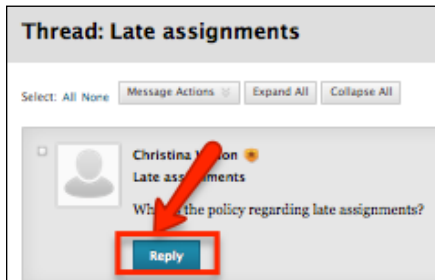 Thread: Late assignments
Select: All None Message Actions Expand All Collapse All
Christina
Late assignments
the policy regarding late assignments?
Reply